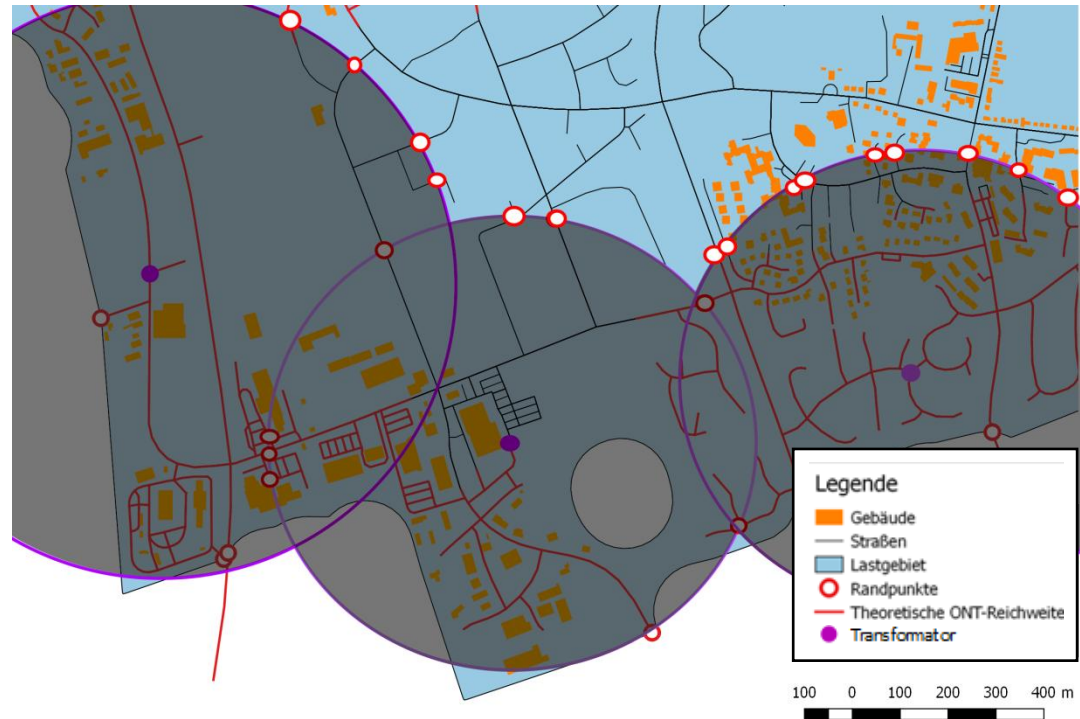 Legende
Gebäude
Straßen
Lastgebiet
Randpunkte
Theoretische ONT-Reichweite
Transformator
100 0 100 200 300 400 m